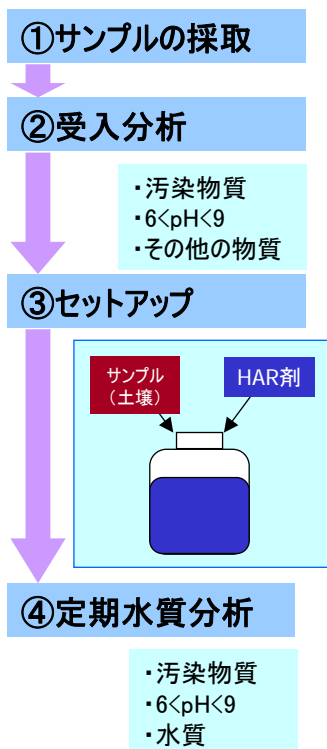 ①サンプルの採取
②受入分析
・汚染物質
・6<pH<9
・その他の物質
③セットアップ
サンプル
（土壌）
HAR剤
④定期水質分析
・汚染物質
・6<pH<9
・水質